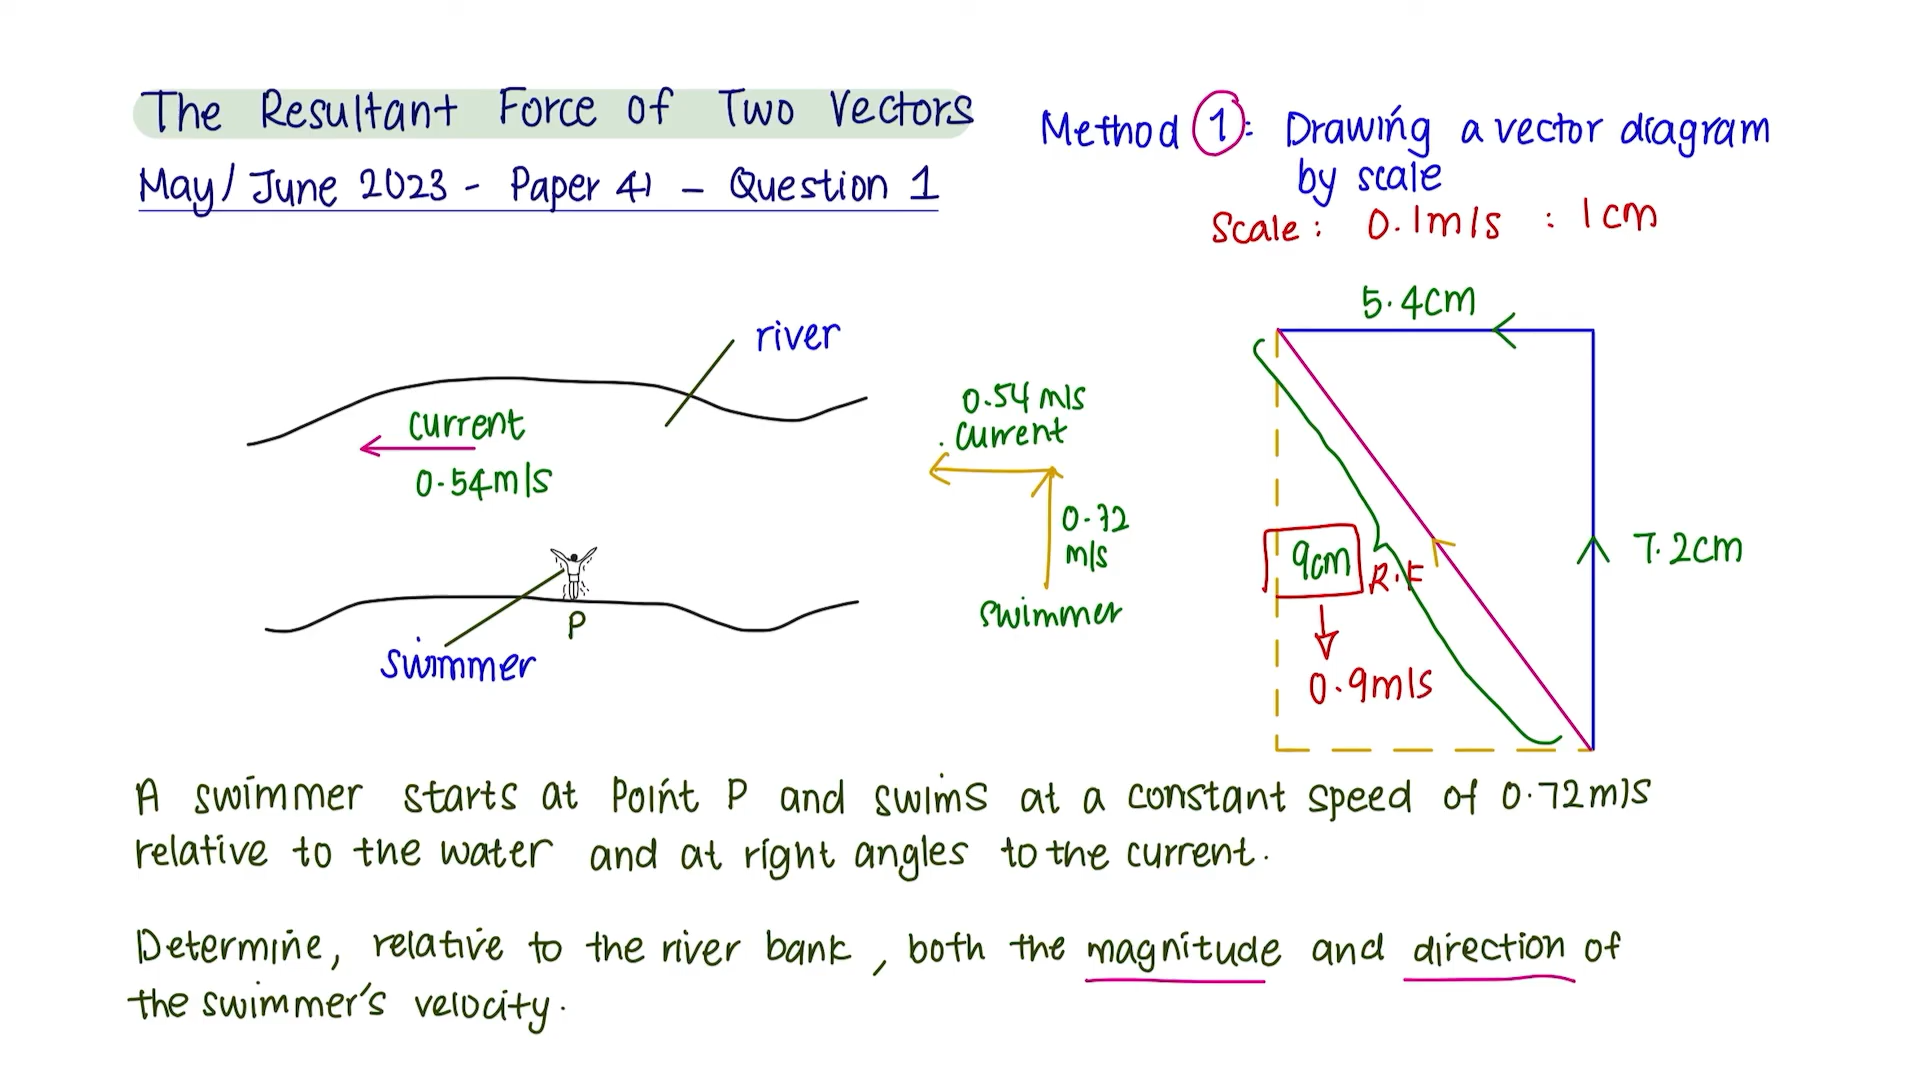 The Resultant Force of Two Vectors
May/June 2023 - Paper 41 - Question 1
Method 1: Drawing a vector diagram
by scale
Scale: 0.1m/s : 1cm
river
current
0.54m/s
P
swimmer
0.54 m/s
current
0.72
m/s
swimmer
5.4cm
7.2cm
9cm
R.F
0.9m/s
A swimmer starts at Point P and swims at a constant speed of 0.72m/s
relative to the water and at right angles to the current.
Determine, relative to the river bank, both the magnitude and direction of
the swimmer's velocity.